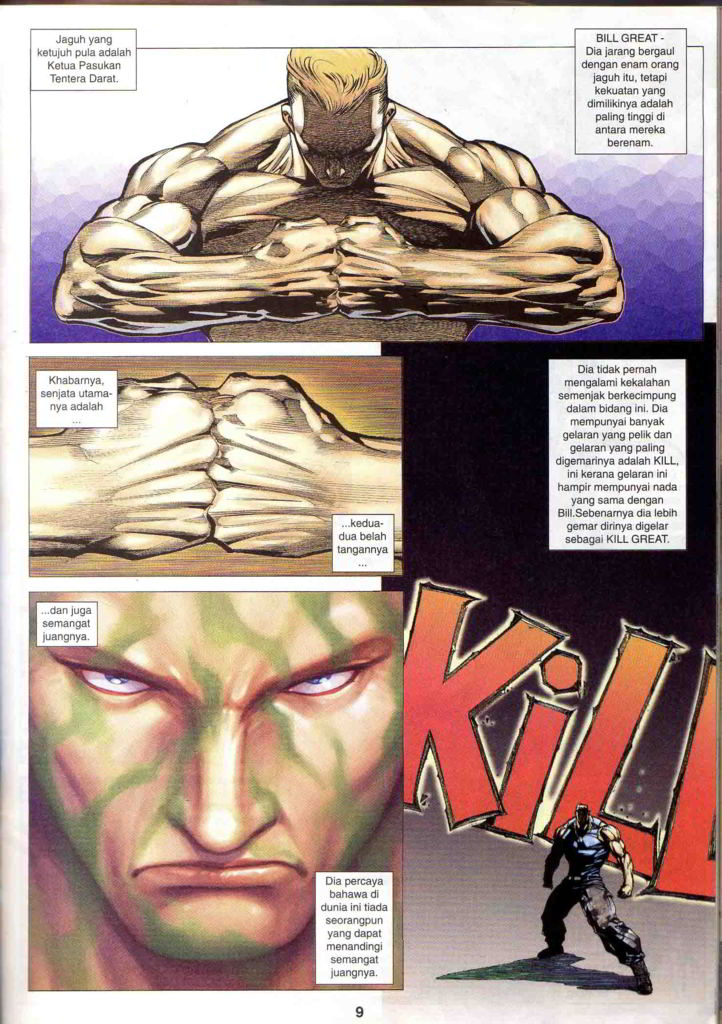 Jaguh yang
ketujuh pula adalah
Ketua Pasukan
Tentera Darat.
BILL GREAT -
Dia jarang bergaul
dengan enam orang
jaguh itu, tetapi
kekuatan yang
dimilikinya adalah
paling tinggi di
antara mereka
berenam.
Khabarnya,
senjata utama-
nya adalah
...
...kedua-
dua belah
tangannya
...
Dia tidak pernah
mengalami kekalahan
semenjak berkecimpung
dalam bidang ini. Dia
mempunyai banyak
gelaran yang pelik dan
gelaran yang paling
digemarinya adalah KILL,
ini kerana gelaran ini
hampir mempunyai nada
yang sama dengan
Bill.Sebenarnya dia lebih
gemar dirinya digelar
sebagai KILL GREAT.
...dan juga
semangat
juangnya.
Kill
Dia percaya
bahawa di
dunia ini tiada
seorangpun
yang dapat
menandingi
semangat
juangnya.
9